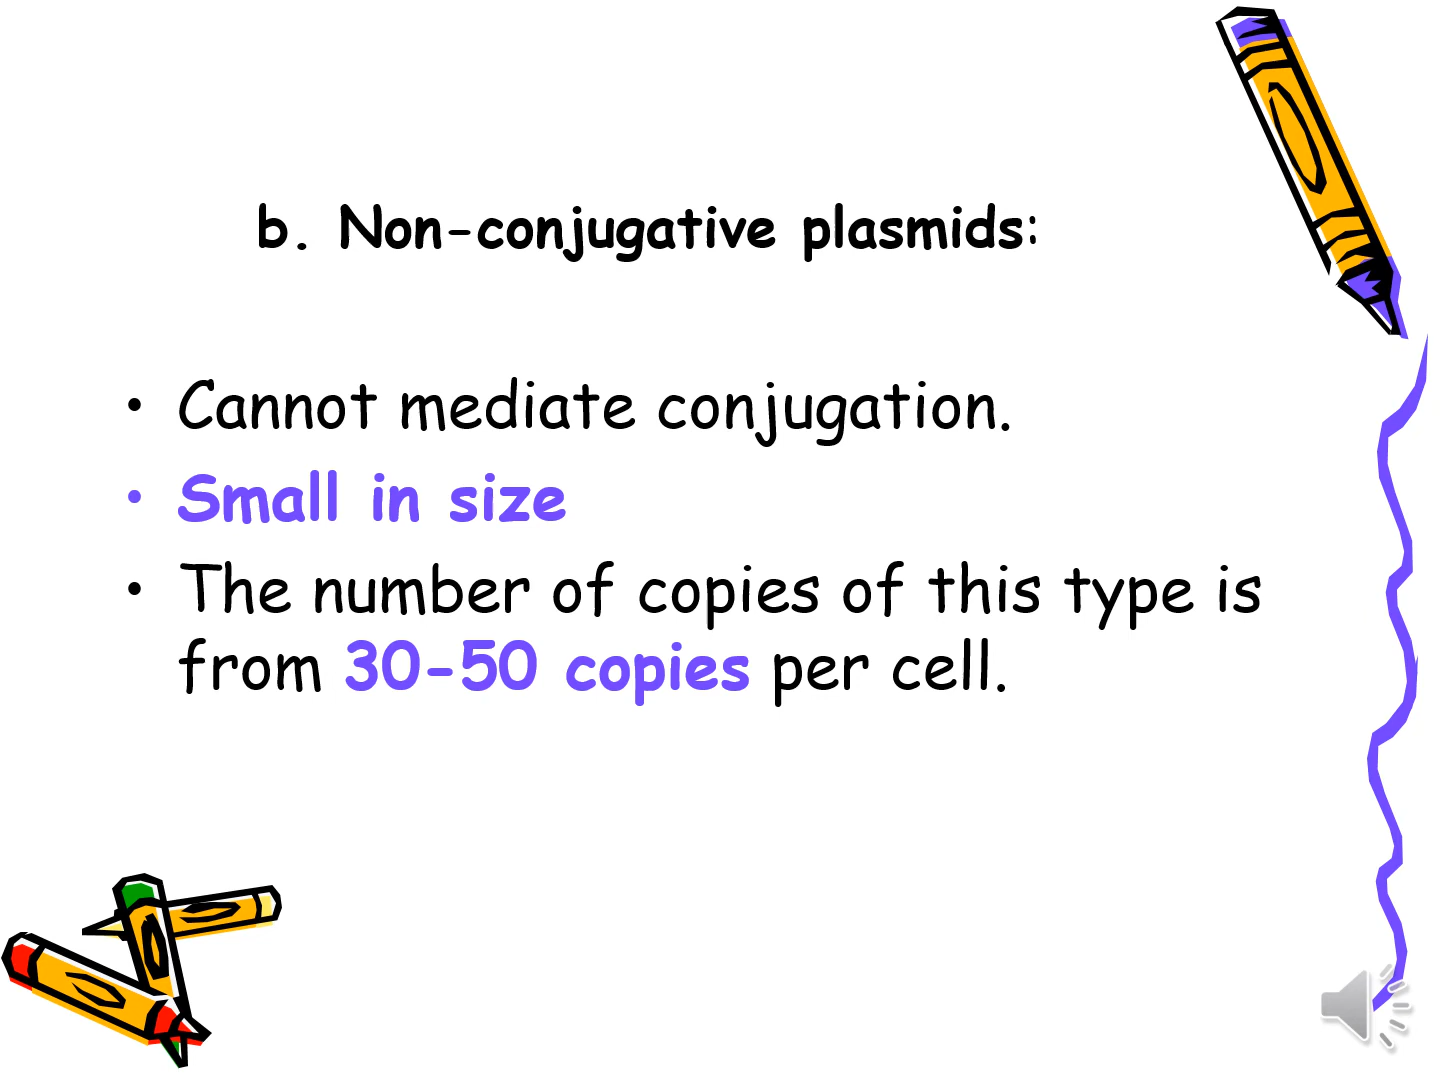 b. Non-conjugative plasmids:
• Cannot mediate conjugation.
• Small in size
• The number of copies of this type is
from 30-50 copies per cell.